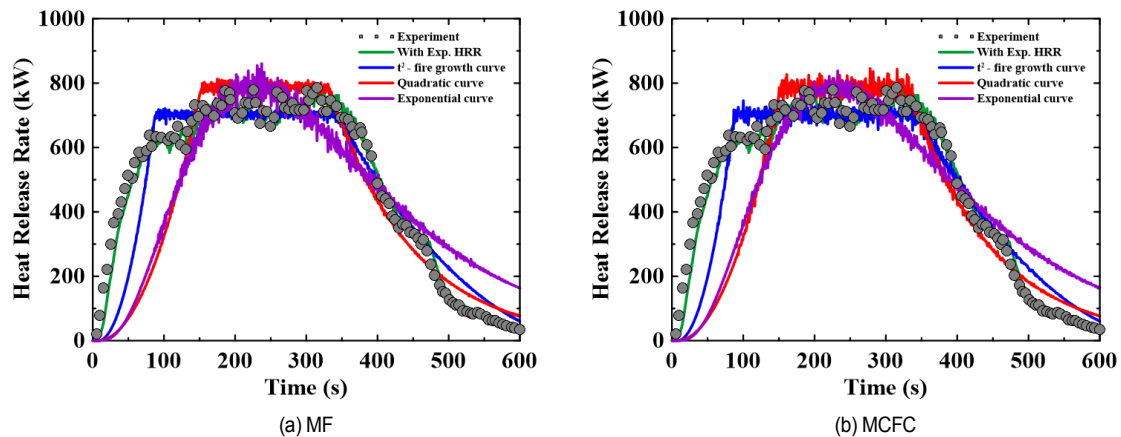 1000
800
600
400
200
0
Heat Release Rate (kW)
Experiment
With Exp. HRR
t² - fire growth curve
Quadratic curve
Exponential curve
0 100 200 300 400 500 600
Time (s)
(a) MF
1000
800
600
400
200
0
Heat Release Rate (kW)
Experiment
With Exp. HRR
t² - fire growth curve
Quadratic curve
Exponential curve
0 100 200 300 400 500 600
Time (s)
(b) MCFC